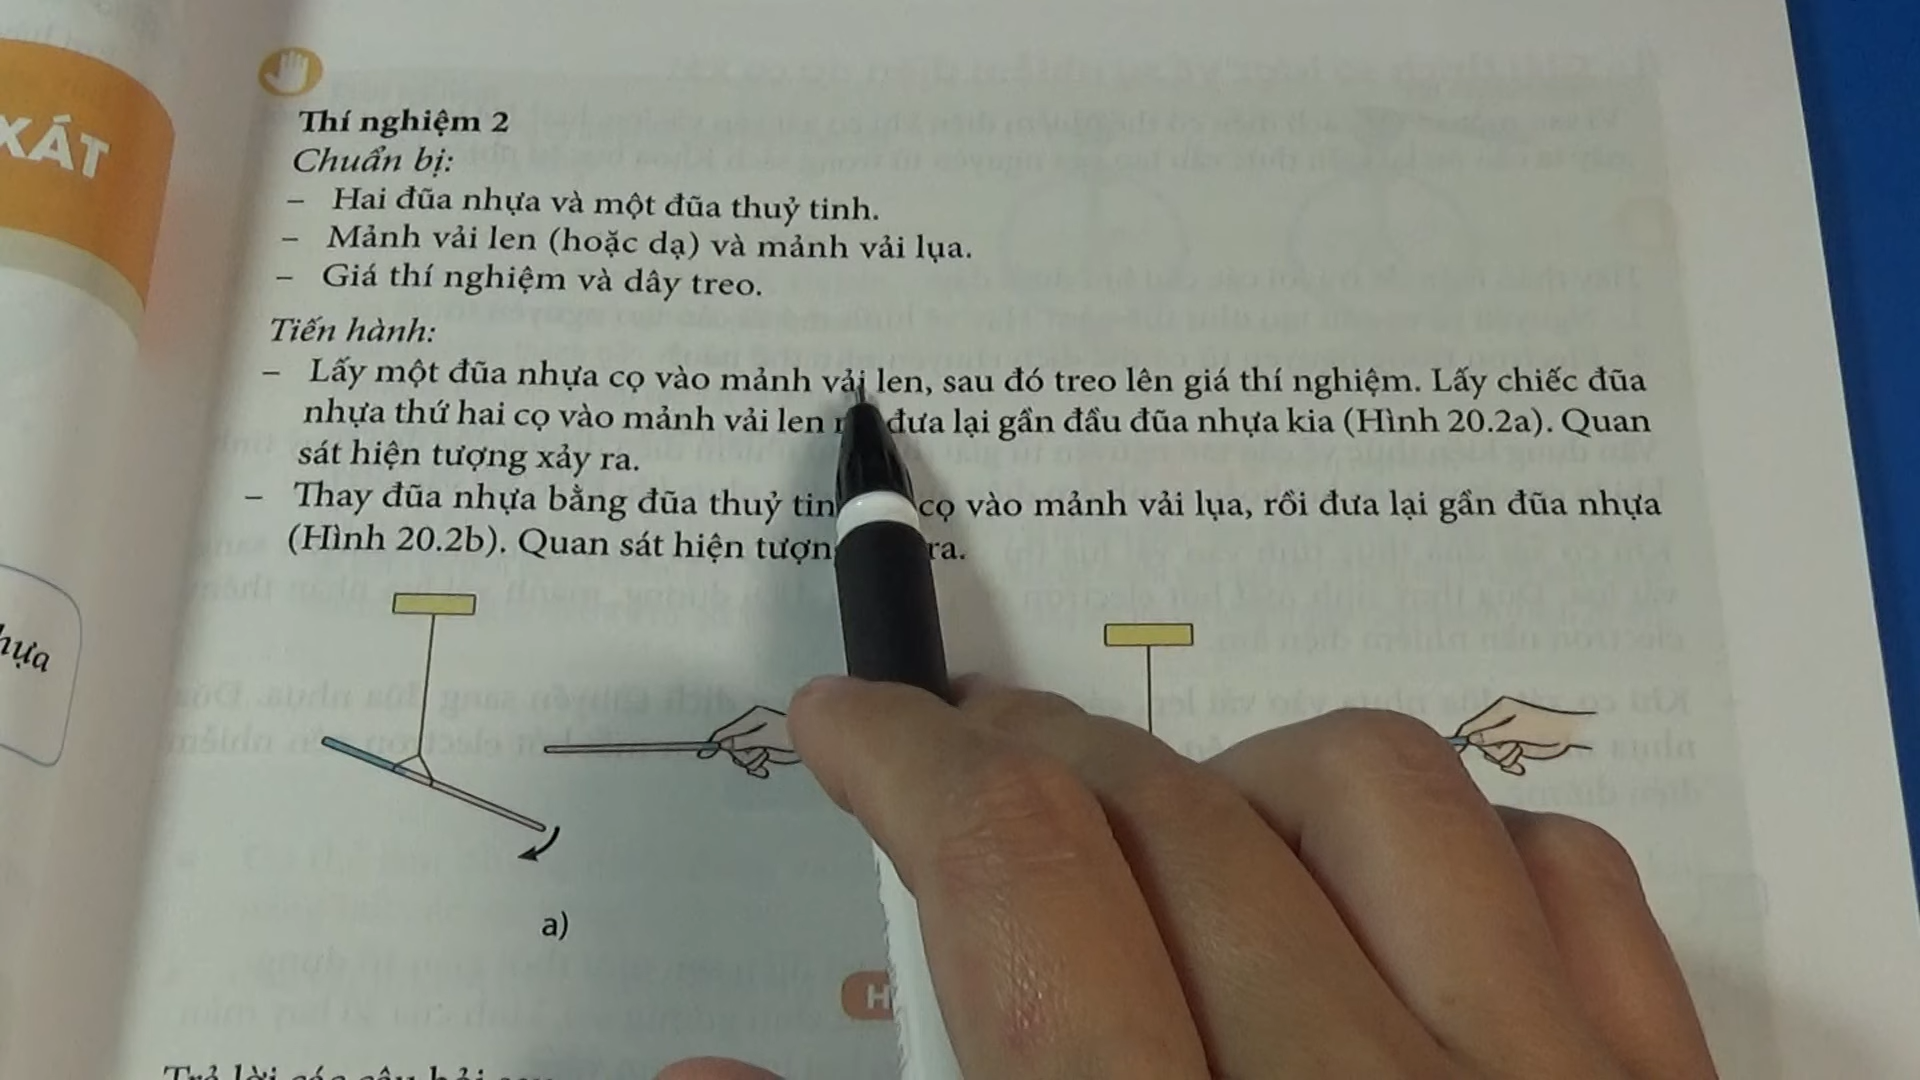 XÁT
Thí nghiệm 2
Chuẩn bị:
– Hai đũa nhựa và một đũa thuỷ tinh.
– Mảnh vải len (hoặc dạ) và mảnh vải lụa.
– Giá thí nghiệm và dây treo.
Tiến hành:
– Lấy một đũa nhựa cọ vào mảnh vải len, sau đó treo lên giá thí nghiệm. Lấy chiếc đũa
nhựa thứ hai cọ vào mảnh vải len đưa lại gần đầu đũa nhựa kia (Hình 20.2a). Quan
sát hiện tượng xảy ra.
– Thay đũa nhựa bằng đũa thuỷ cọ vào mảnh vải lụa, rồi đưa lại gần đũa nhựa
(Hình 20.2b). Quan sát hiện ra.
a)
H